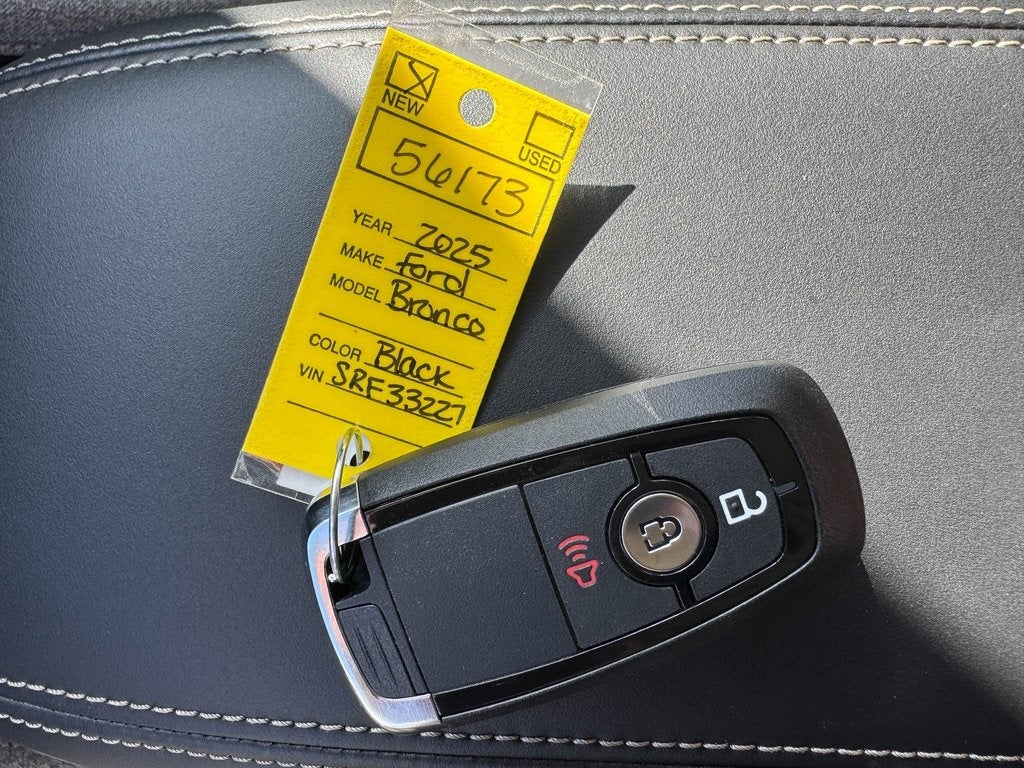 NEW
USED
56173
YEAR 2025
MAKE Ford
MODEL Bronco
COLOR Black
VIN SRF33227